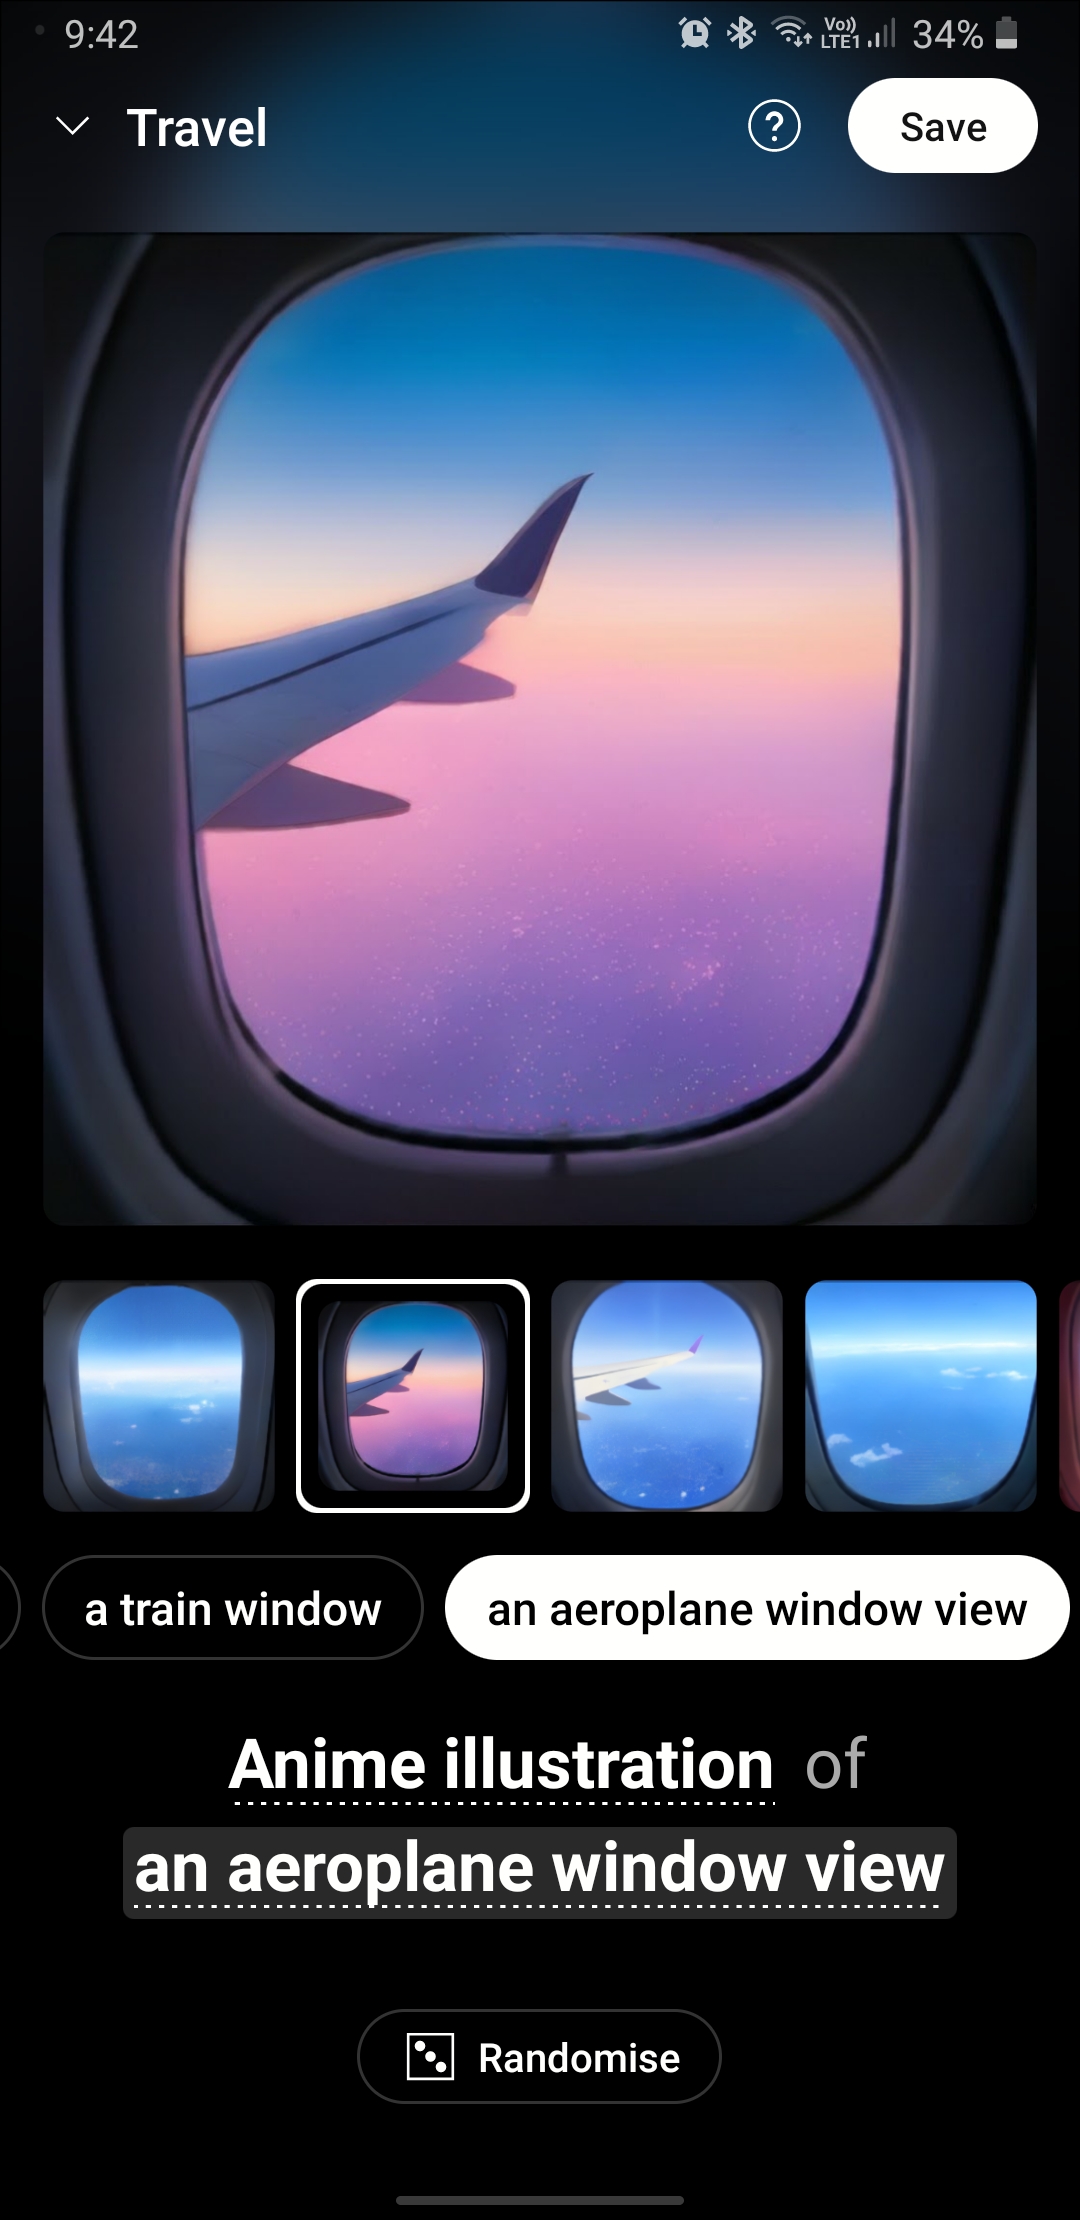 9:42 Vo)) LTE1 34%
Travel ? Save
a train window an aeroplane window view
Anime illustration of
an aeroplane window view
Randomise